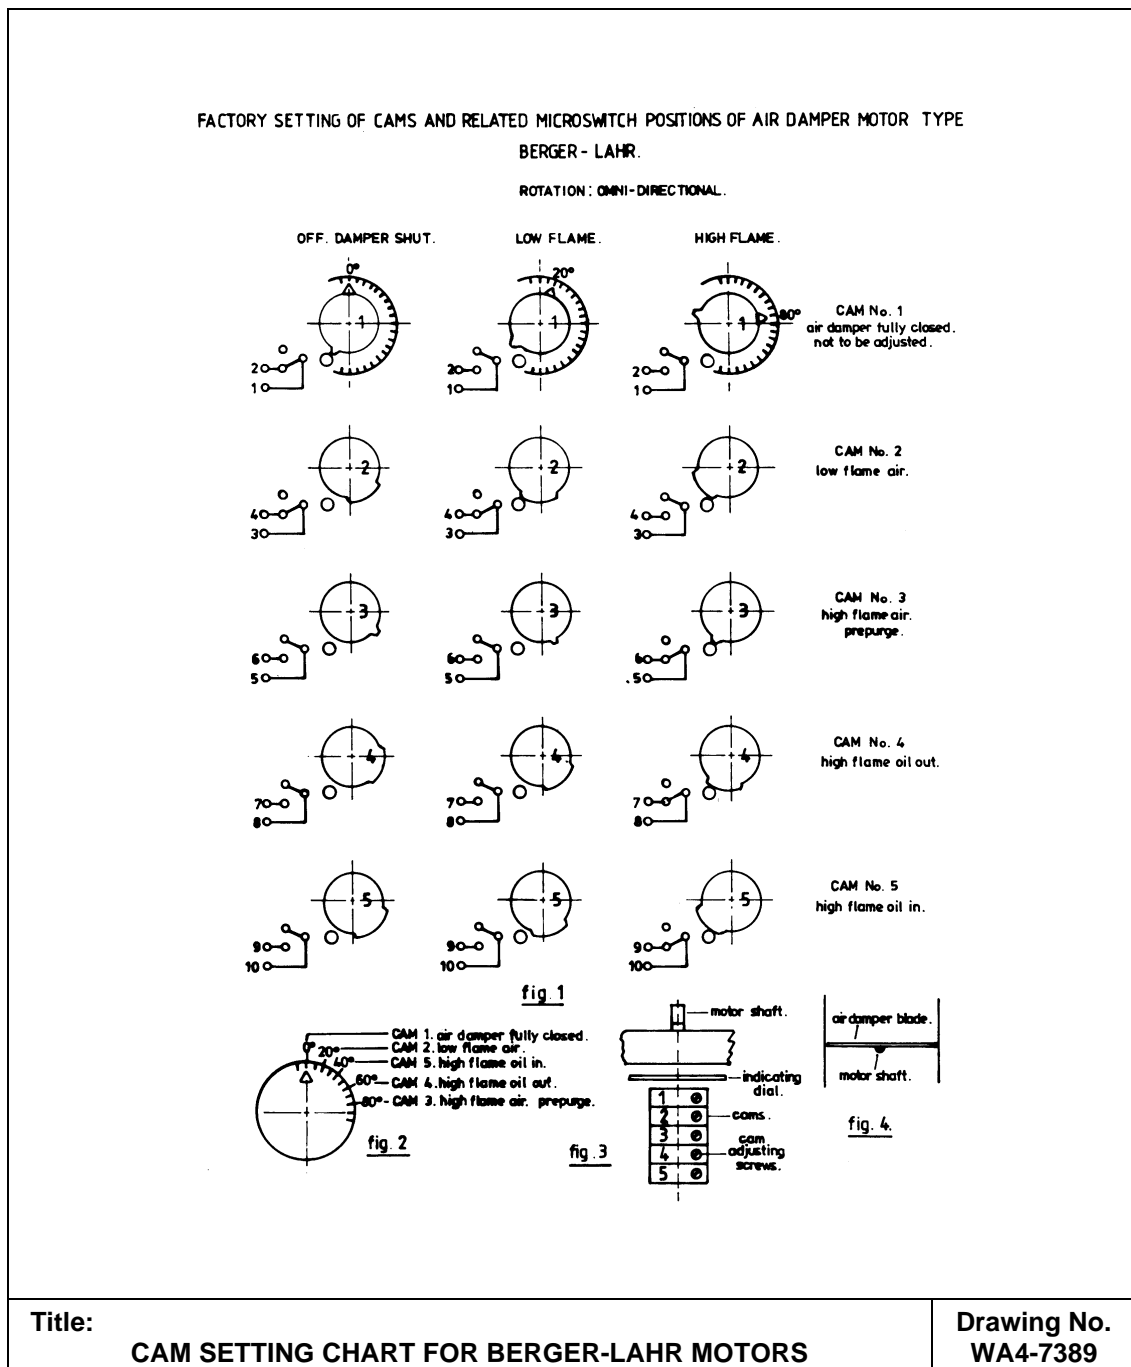 FACTORY SETTING OF CAMS AND RELATED MICROSWITCH POSITIONS OF AIR DAMPER MOTOR TYPE
BERGER - LAHR.
ROTATION : OMNI-DIRECTIONAL.
OFF. DAMPER SHUT. LOW FLAME. HIGH FLAME.
0° 20° 80°
1 1 1
CAM No. 1
air damper fully closed.
not to be adjusted.
2 2 2
1 1 1
2 2 2
CAM No. 2
low flame air.
4 4 4
3 3 3
3 3 3
CAM No. 3
high flame air.
prepurge.
6 6 6
5 5 .5
4 4 4
CAM No. 4
high flame oil out.
7 7 7
8 8 8
5 5 5
CAM No. 5
high flame oil in.
9 9 9
10 10 10
fig. 1
0° CAM 1. air damper fully closed.
20° CAM 2. low flame air.
40° CAM 5. high flame oil in.
60° CAM 4. high flame oil out.
80° - CAM 3. high flame air. prepurge.
fig. 2
motor shaft.
indicating
dial.
1
2
3
4
5
cams.
cam
adjusting
screws.
fig. 3
air damper blade.
motor shaft.
fig. 4.
Title:
CAM SETTING CHART FOR BERGER-LAHR MOTORS
Drawing No.
WA4-7389